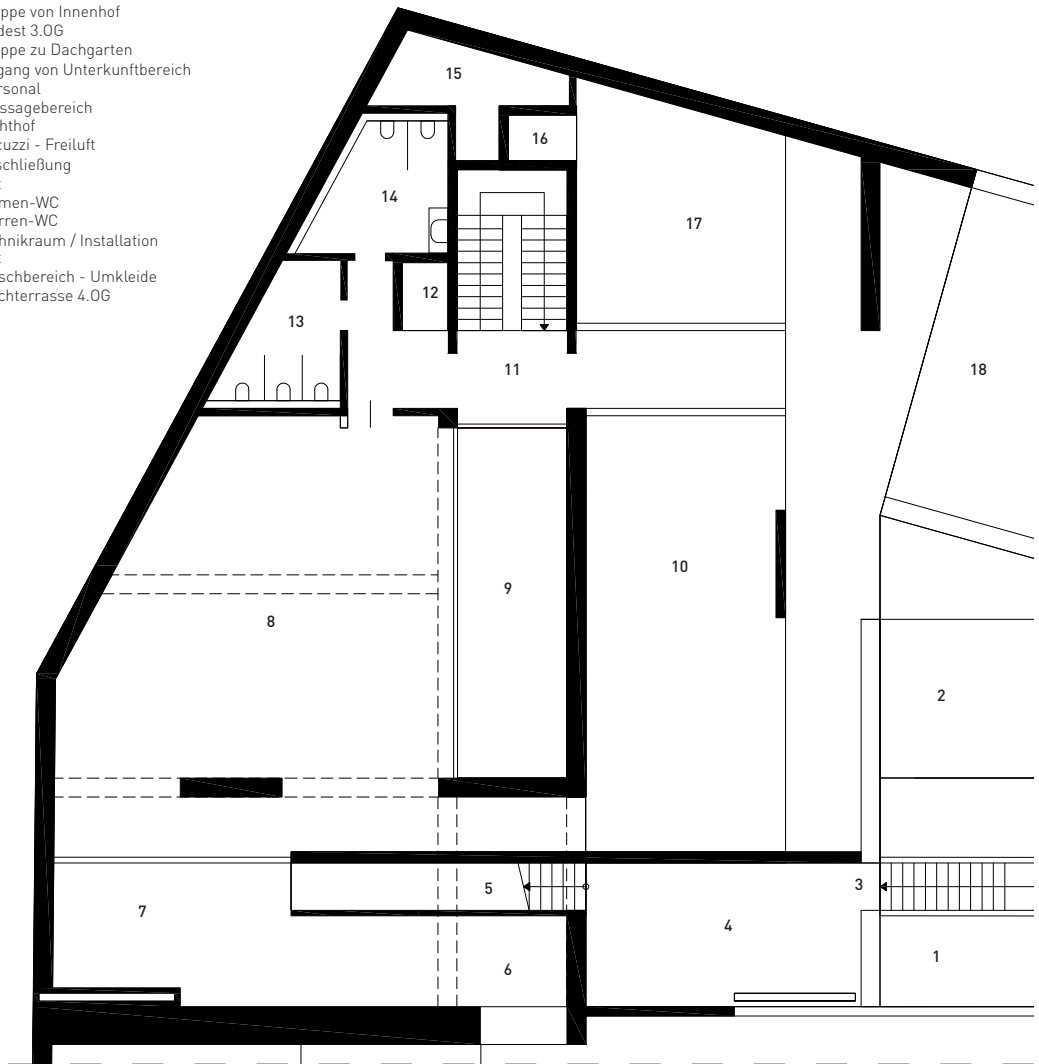 ppe von Innenhof
dest 3.OG
ppe zu Dachgarten
gang von Unterkunftbereich
rsonal
ssagebereich
hthof
cuzzi - Freiluft
schließung
men-WC
rren-WC
hnikraum / Installation
schbereich - Umkleide
chterrasse 4.OG
15
16
14
17
12
13
11
18
10
9
8
2
5
3
7
4
6
1